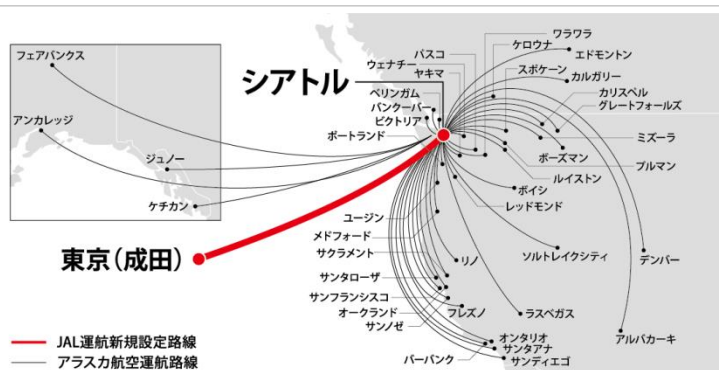 フェアバンクス
アンカレッジ
ジュノー
ケチカン
シアトル
東京(成田)
ワラワラ
パスコ
ケロウナ
エドモントン
ウェナチー
スポケーン
カルガリー
ヤキマ
カリスペル
ベリンガム
グレートフォールズ
バンクーバー
ビクトリア
ミズーラ
ポートランド
ボーズマン
プルマン
ルイストン
ボイシ
レッドモンド
ユージン
メドフォード
サクラメント
リノ
ソルトレイクシティ
デンバー
サンタローザ
サンフランシスコ
フレズノ
オークランド
サンノゼ
ラスベガス
アルバカーキ
オンタリオ
サンタアナ
バーバンク
サンディエゴ
JAL運航新規設定路線
アラスカ航空運航路線